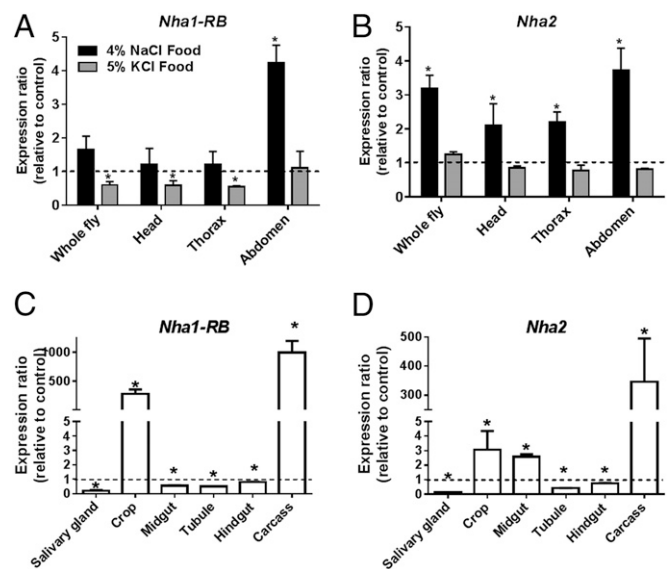 A
Nha1-RB
4% NaCl Food
5% KCl Food
Expression ratio
(relative to control)
5
4
3
2
1
0
*
*
*
*
Whole fly
Head
Thorax
Abdomen
B
Nha2
Expression ratio
(relative to control)
5
4
3
2
1
0
*
*
*
*
Whole fly
Head
Thorax
Abdomen
C
Nha1-RB
Expression ratio
(relative to control)
1000
500
4
3
2
1
0
*
*
*
*
*
*
Salivary gland
Crop
Midgut
Tubule
Hindgut
Carcass
D
Nha2
Expression ratio
(relative to control)
500
400
300
4
3
2
1
0
*
*
*
*
*
*
Salivary gland
Crop
Midgut
Tubule
Hindgut
Carcass